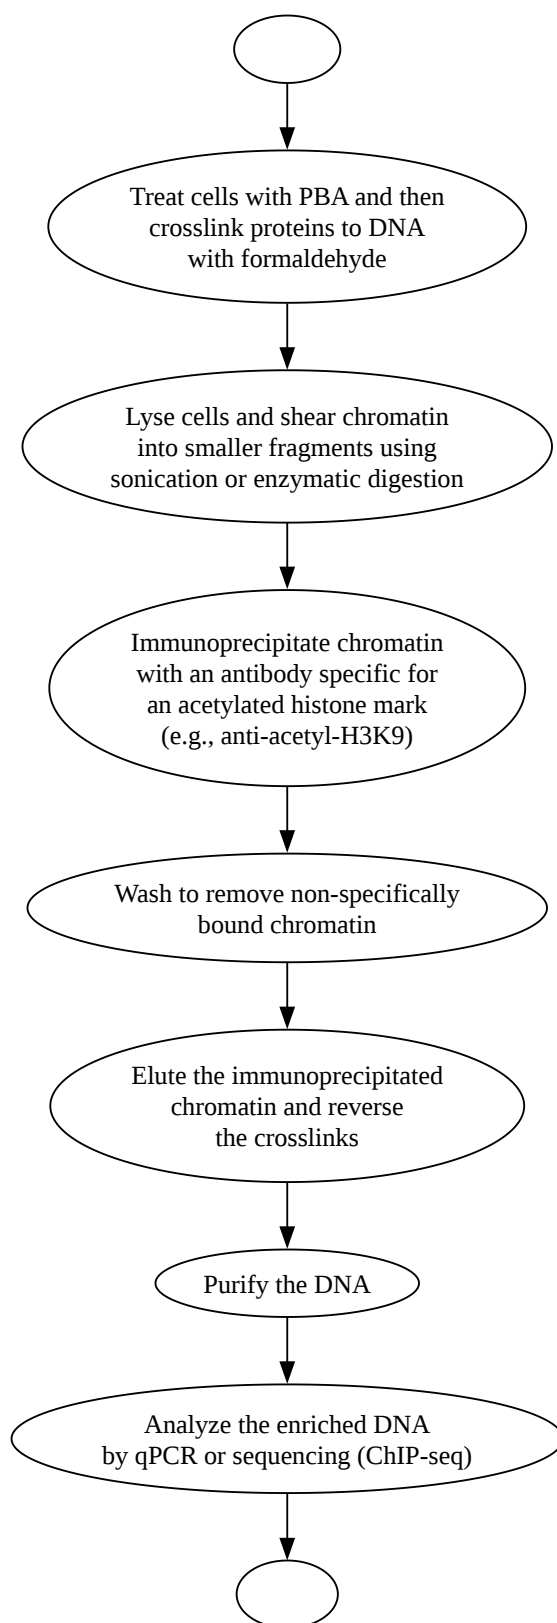 Treat cells with PBA and then
crosslink proteins to DNA
with formaldehyde
Lyse cells and shear chromatin
into smaller fragments using
sonication or enzymatic digestion
Immunoprecipitate chromatin
with an antibody specific for
an acetylated histone mark
(e.g., anti-acetyl-H3K9)
Wash to remove non-specifically
bound chromatin
Elute the immunoprecipitated
chromatin and reverse
the crosslinks
Purify the DNA
Analyze the enriched DNA
by qPCR or sequencing (ChIP-seq)